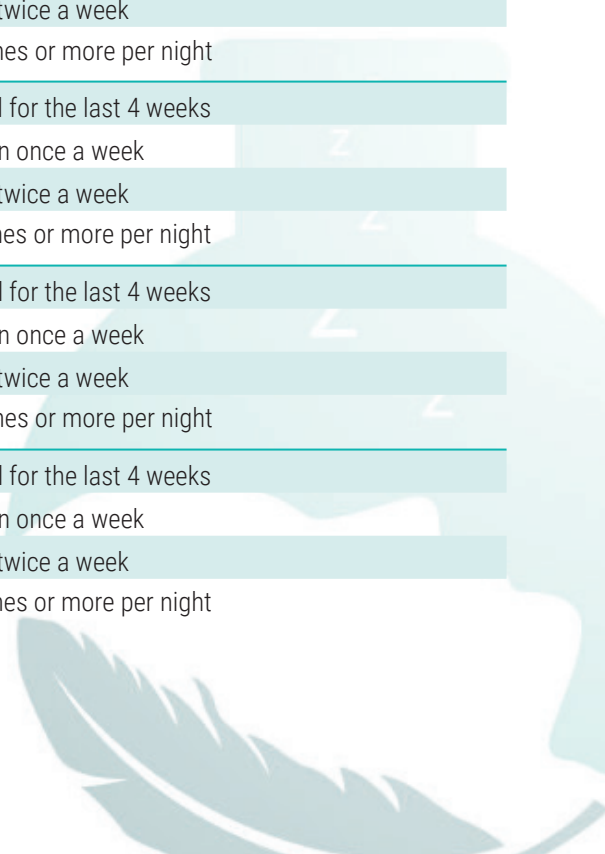 twice a week
nes or more per night
l for the last 4 weeks
n once a week
twice a week
nes or more per night
l for the last 4 weeks
n once a week
twice a week
nes or more per night
l for the last 4 weeks
n once a week
twice a week
nes or more per night
z
z
z
z